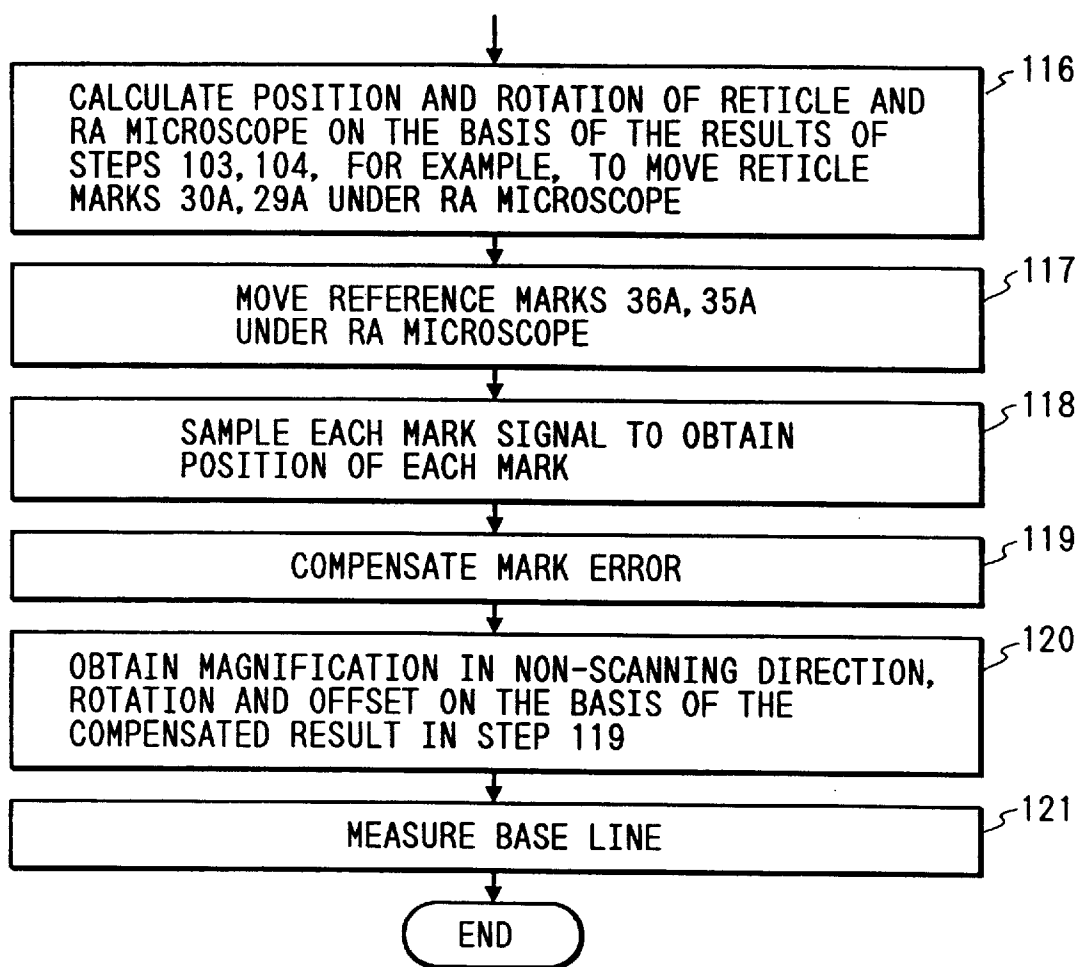 116
CALCULATE POSITION AND ROTATION OF RETICLE AND
RA MICROSCOPE ON THE BASIS OF THE RESULTS OF
STEPS 103, 104, FOR EXAMPLE, TO MOVE RETICLE
MARKS 30A, 29A UNDER RA MICROSCOPE
117
MOVE REFERENCE MARKS 36A, 35A
UNDER RA MICROSCOPE
118
SAMPLE EACH MARK SIGNAL TO OBTAIN
POSITION OF EACH MARK
119
COMPENSATE MARK ERROR
120
OBTAIN MAGNIFICATION IN NON-SCANNING DIRECTION,
ROTATION AND OFFSET ON THE BASIS OF THE
COMPENSATED RESULT IN STEP 119
121
MEASURE BASE LINE
END